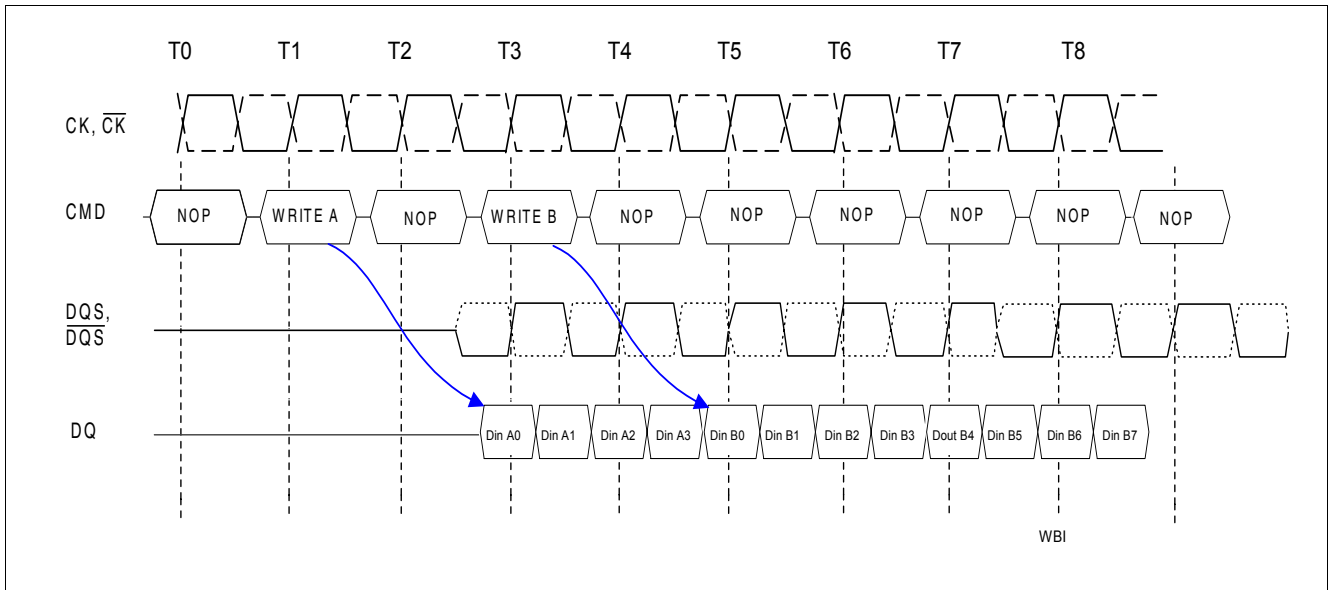 T0 T1 T2 T3 T4 T5 T6 T7 T8
CK, CK
CMD NOP WRITE A NOP WRITE B NOP NOP NOP NOP NOP NOP
DQS,
DQS
DQ Din A0 Din A1 Din A2 Din A3 Din B0 Din B1 Din B2 Din B3 Dout B4 Din B5 Din B6 Din B7
WBI